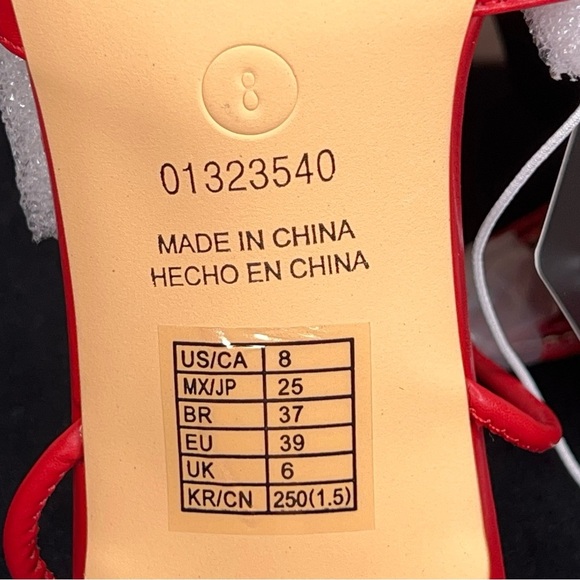 8
01323540
MADE IN CHINA
HECHO EN CHINA
US/CA 8
MX/JP 25
BR 37
EU 39
UK 6
KR/CN 250(1.5)